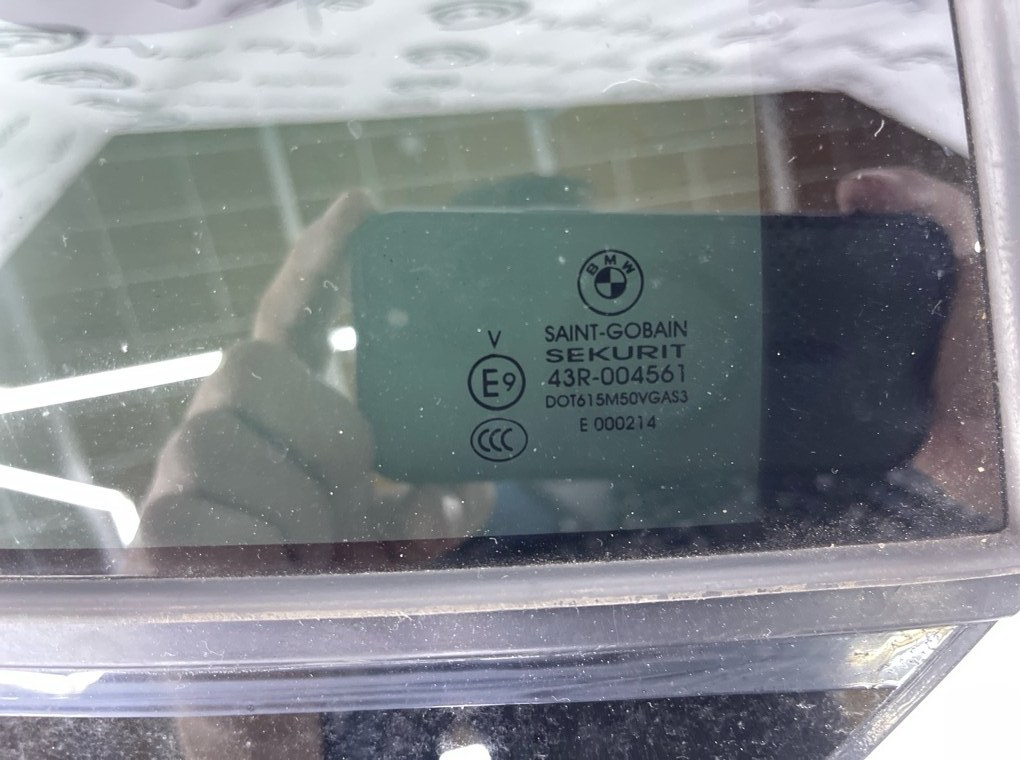 BMW
SAINT-GOBAIN
SEKURIT
V
E9
43R-004561
DOT615M50VGAS3
CCC
E 000214